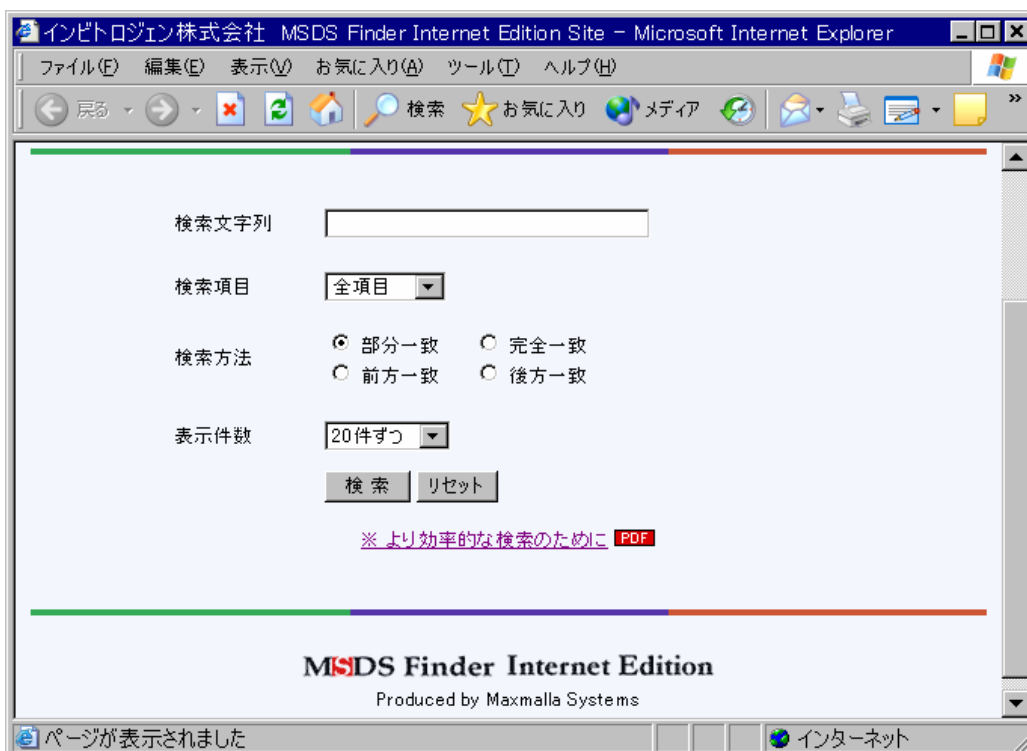 インビトロジェン株式会社 MSDS Finder Internet Edition Site - Microsoft Internet Explorer
ファイル(F) 編集(E) 表示(V) お気に入り(A) ツール(T) ヘルプ(H)
戻る 検索 お気に入り メディア »
検索文字列
検索項目 全項目
検索方法 部分一致 完全一致
前方一致 後方一致
表示件数 20件ずつ
検 索 リセット
※ より効率的な検索のために PDF
MSDS Finder Internet Edition
Produced by Maxmalla Systems
ページが表示されました インターネット